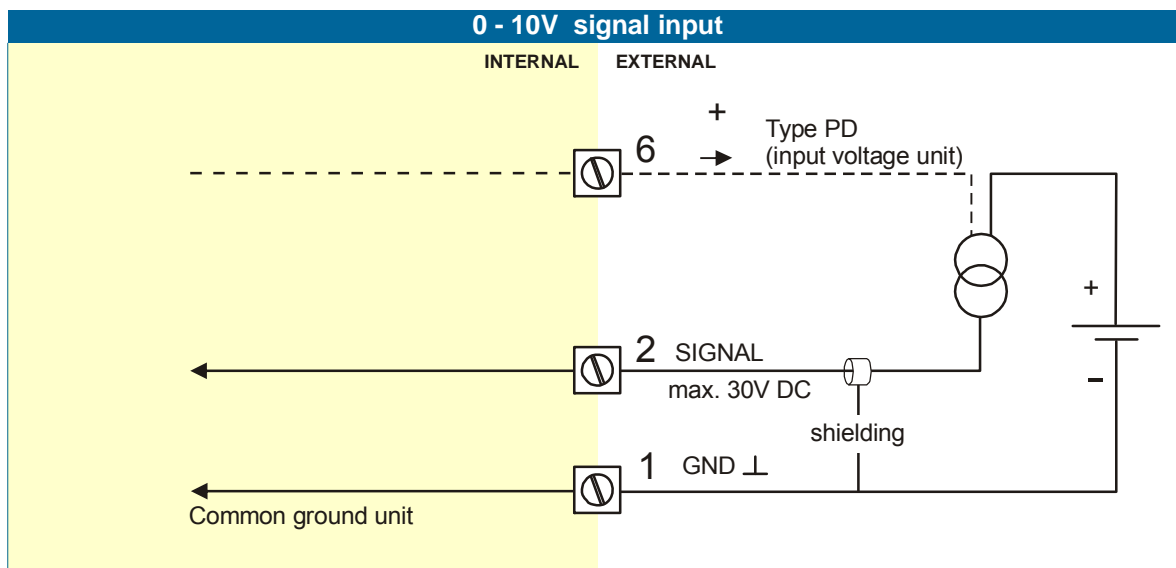 0 - 10V signal input
INTERNAL
EXTERNAL
+
6
Type PD
(input voltage unit)
+
2
SIGNAL
max. 30V DC
-
shielding
1
GND ⊥
Common ground unit